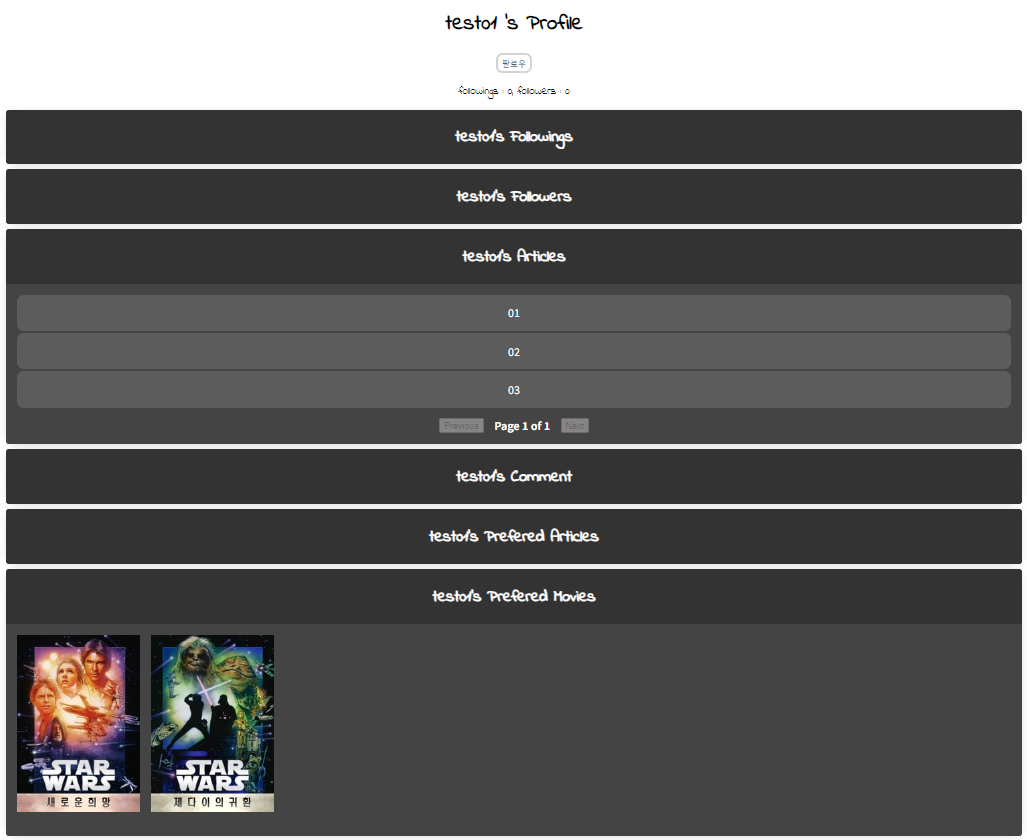 test01 's Profile
팔로우
followings : 0, followers : 0
test01's Followings
test01's Followers
test01's Articles
01
02
03
Previous Page 1 of 1 Next
test01's Comment
test01's Prefered Articles
test01's Prefered Movies
STAR WARS
새로운희망
STAR WARS
제다이의귀환